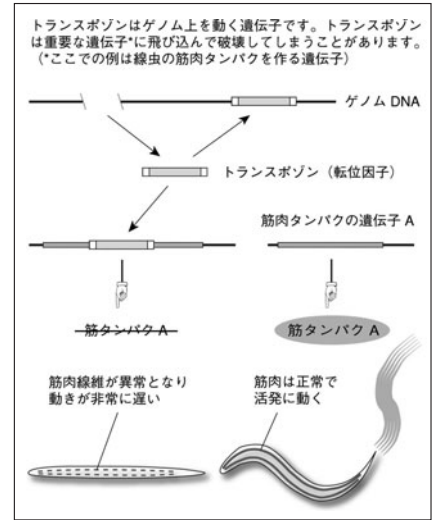 トランスポゾンはゲノム上を動く遺伝子です。トランスポゾン
は重要な遺伝子*に飛び込んで破壊してしまうことがあります。
（*ここでの例は線虫の筋肉タンパクを作る遺伝子）
ゲノム DNA
トランスポゾン（転位因子）
筋肉タンパクの遺伝子 A
筋タンパク A
筋タンパク A
筋肉線維が異常となり
動きが非常に遅い
筋肉は正常で
活発に動く